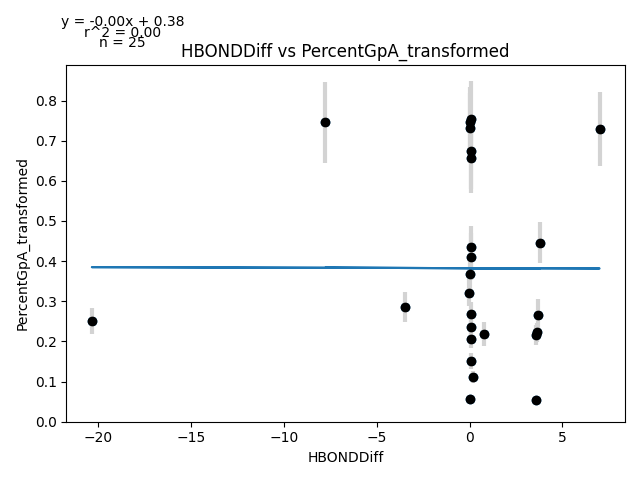 y = -0.00x + 0.38
r^2 = 0.00
n = 25
HBONDDiff vs PercentGpA_transformed
PercentGpA_transformed
0.8
0.7
0.6
0.5
0.4
0.3
0.2
0.1
0.0
−20 −15 −10 −5 0 5
HBONDDiff